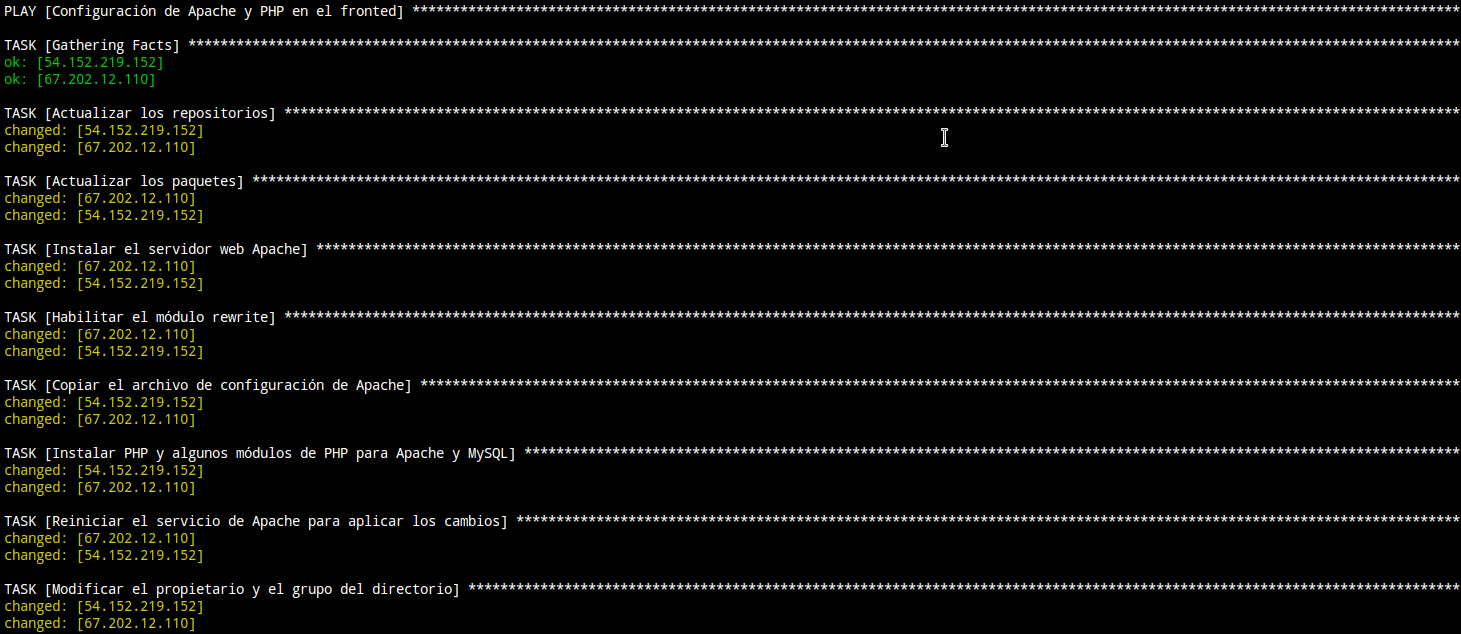 PLAY [Configuración de Apache y PHP en el fronted] ***********************************************************************************************************************************
TASK [Gathering Facts] ***************************************************************************************************************************************************************
ok: [54.152.219.152]
ok: [67.202.12.110]
TASK [Actualizar los repositorios] ***************************************************************************************************************************************************
changed: [54.152.219.152]
changed: [67.202.12.110]
TASK [Actualizar los paquetes] *******************************************************************************************************************************************************
changed: [67.202.12.110]
changed: [54.152.219.152]
TASK [Instalar el servidor web Apache] ***********************************************************************************************************************************************
changed: [67.202.12.110]
changed: [54.152.219.152]
TASK [Habilitar el módulo rewrite] ***************************************************************************************************************************************************
changed: [67.202.12.110]
changed: [54.152.219.152]
TASK [Copiar el archivo de configuración de Apache] **********************************************************************************************************************************
changed: [54.152.219.152]
changed: [67.202.12.110]
TASK [Instalar PHP y algunos módulos de PHP para Apache y MySQL] *********************************************************************************************************************
changed: [54.152.219.152]
changed: [67.202.12.110]
TASK [Reiniciar el servicio de Apache para aplicar los cambios] **********************************************************************************************************************
changed: [67.202.12.110]
changed: [54.152.219.152]
TASK [Modificar el propietario y el grupo del directorio] ****************************************************************************************************************************
changed: [54.152.219.152]
changed: [67.202.12.110]